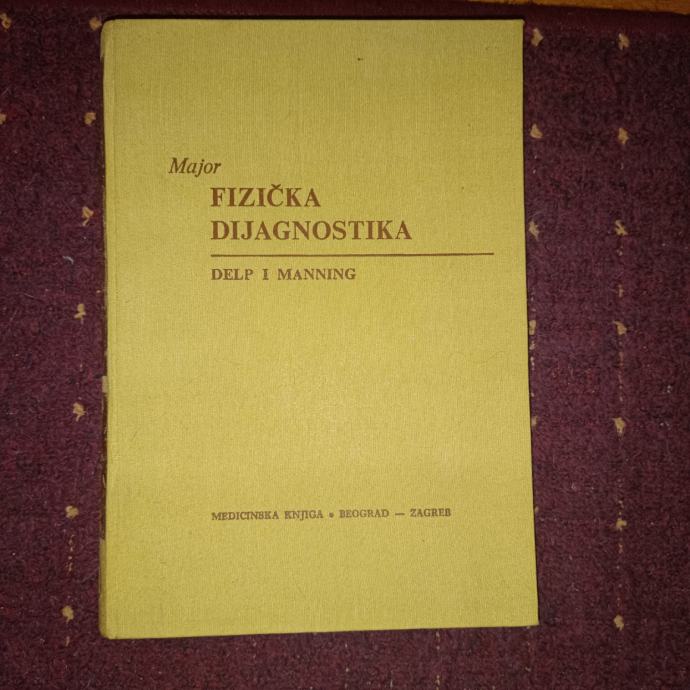 Major
FIZIČKA
DIJAGNOSTIKA
DELP I MANNING
MEDICINSKA KNJIGA • BEOGRAD — ZAGREB